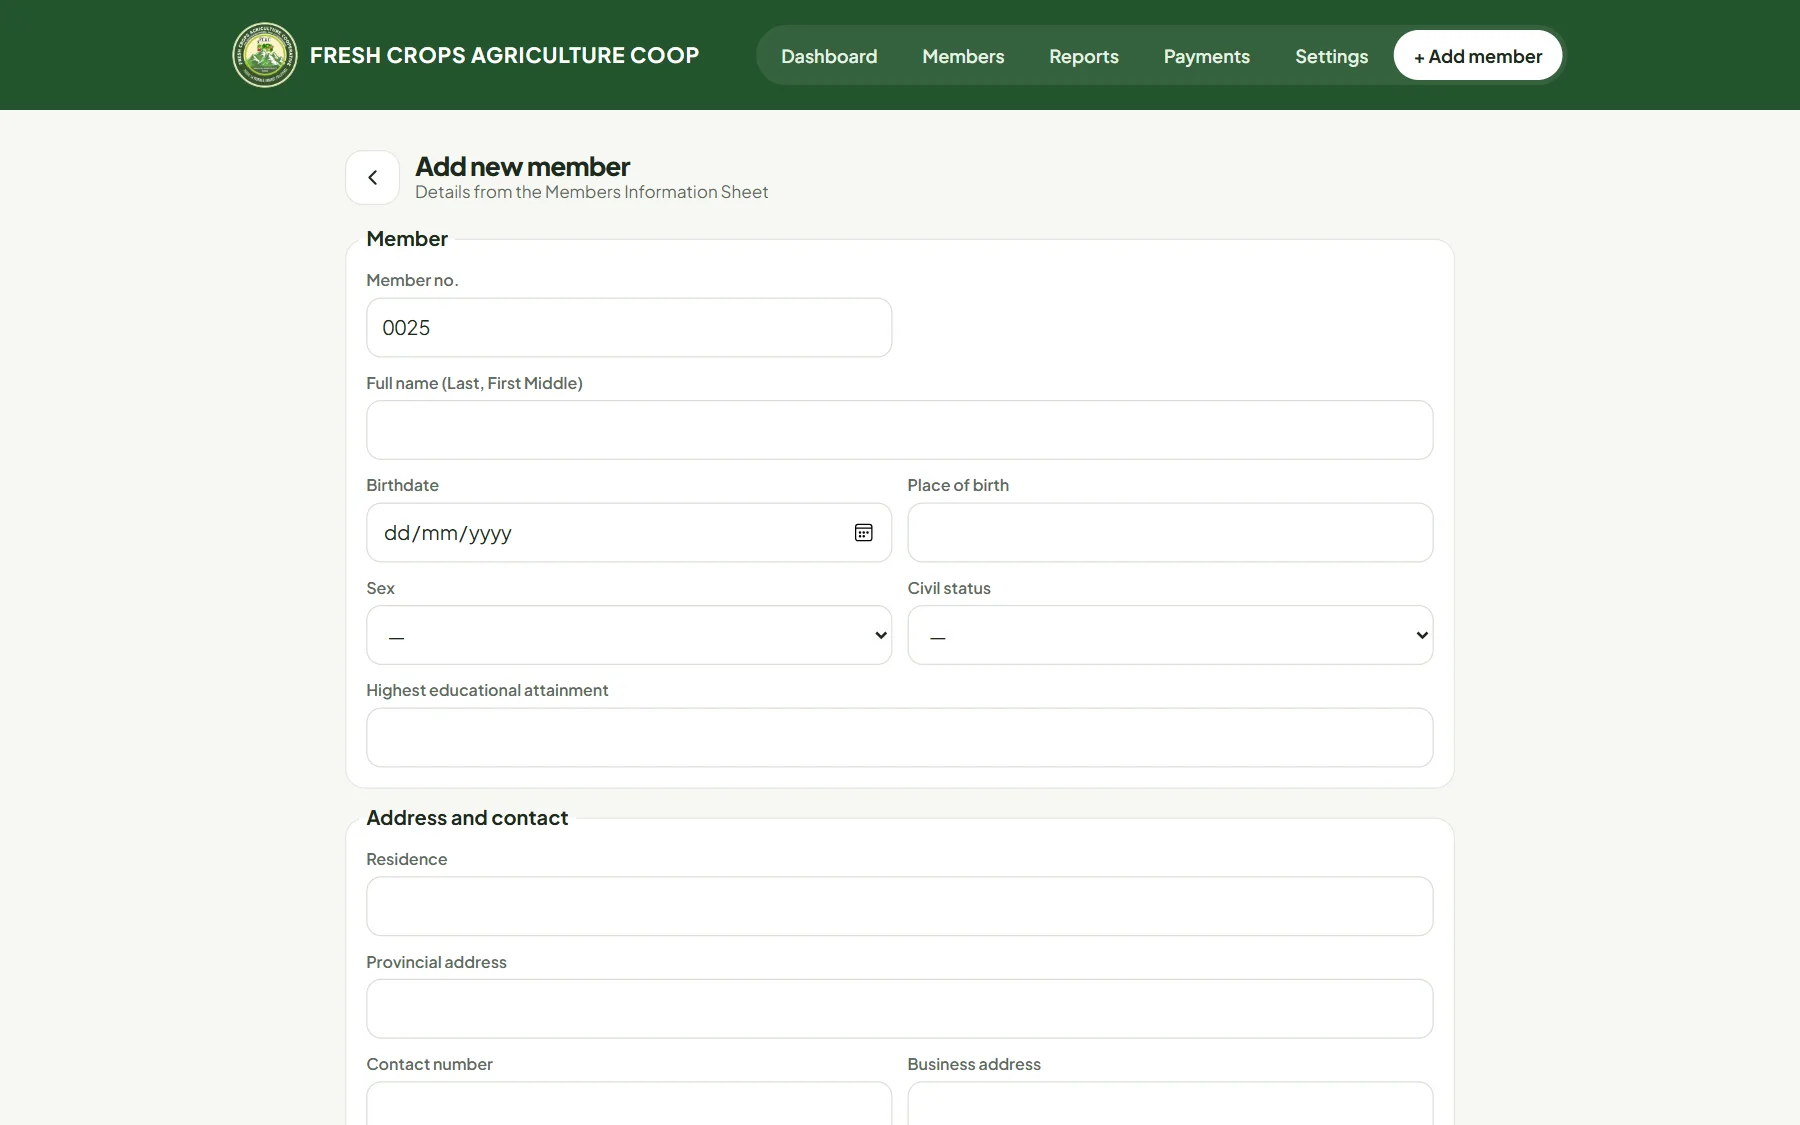 FRESH CROPS AGRICULTURE COOP
Dashboard
Members
Reports
Payments
Settings
+ Add member
Add new member
Details from the Members Information Sheet
Member
Member no.
0025
Full name (Last, First Middle)
Birthdate
Place of birth
dd/mm/yyyy
Sex
Civil status
—
—
Highest educational attainment
Address and contact
Residence
Provincial address
Contact number
Business address